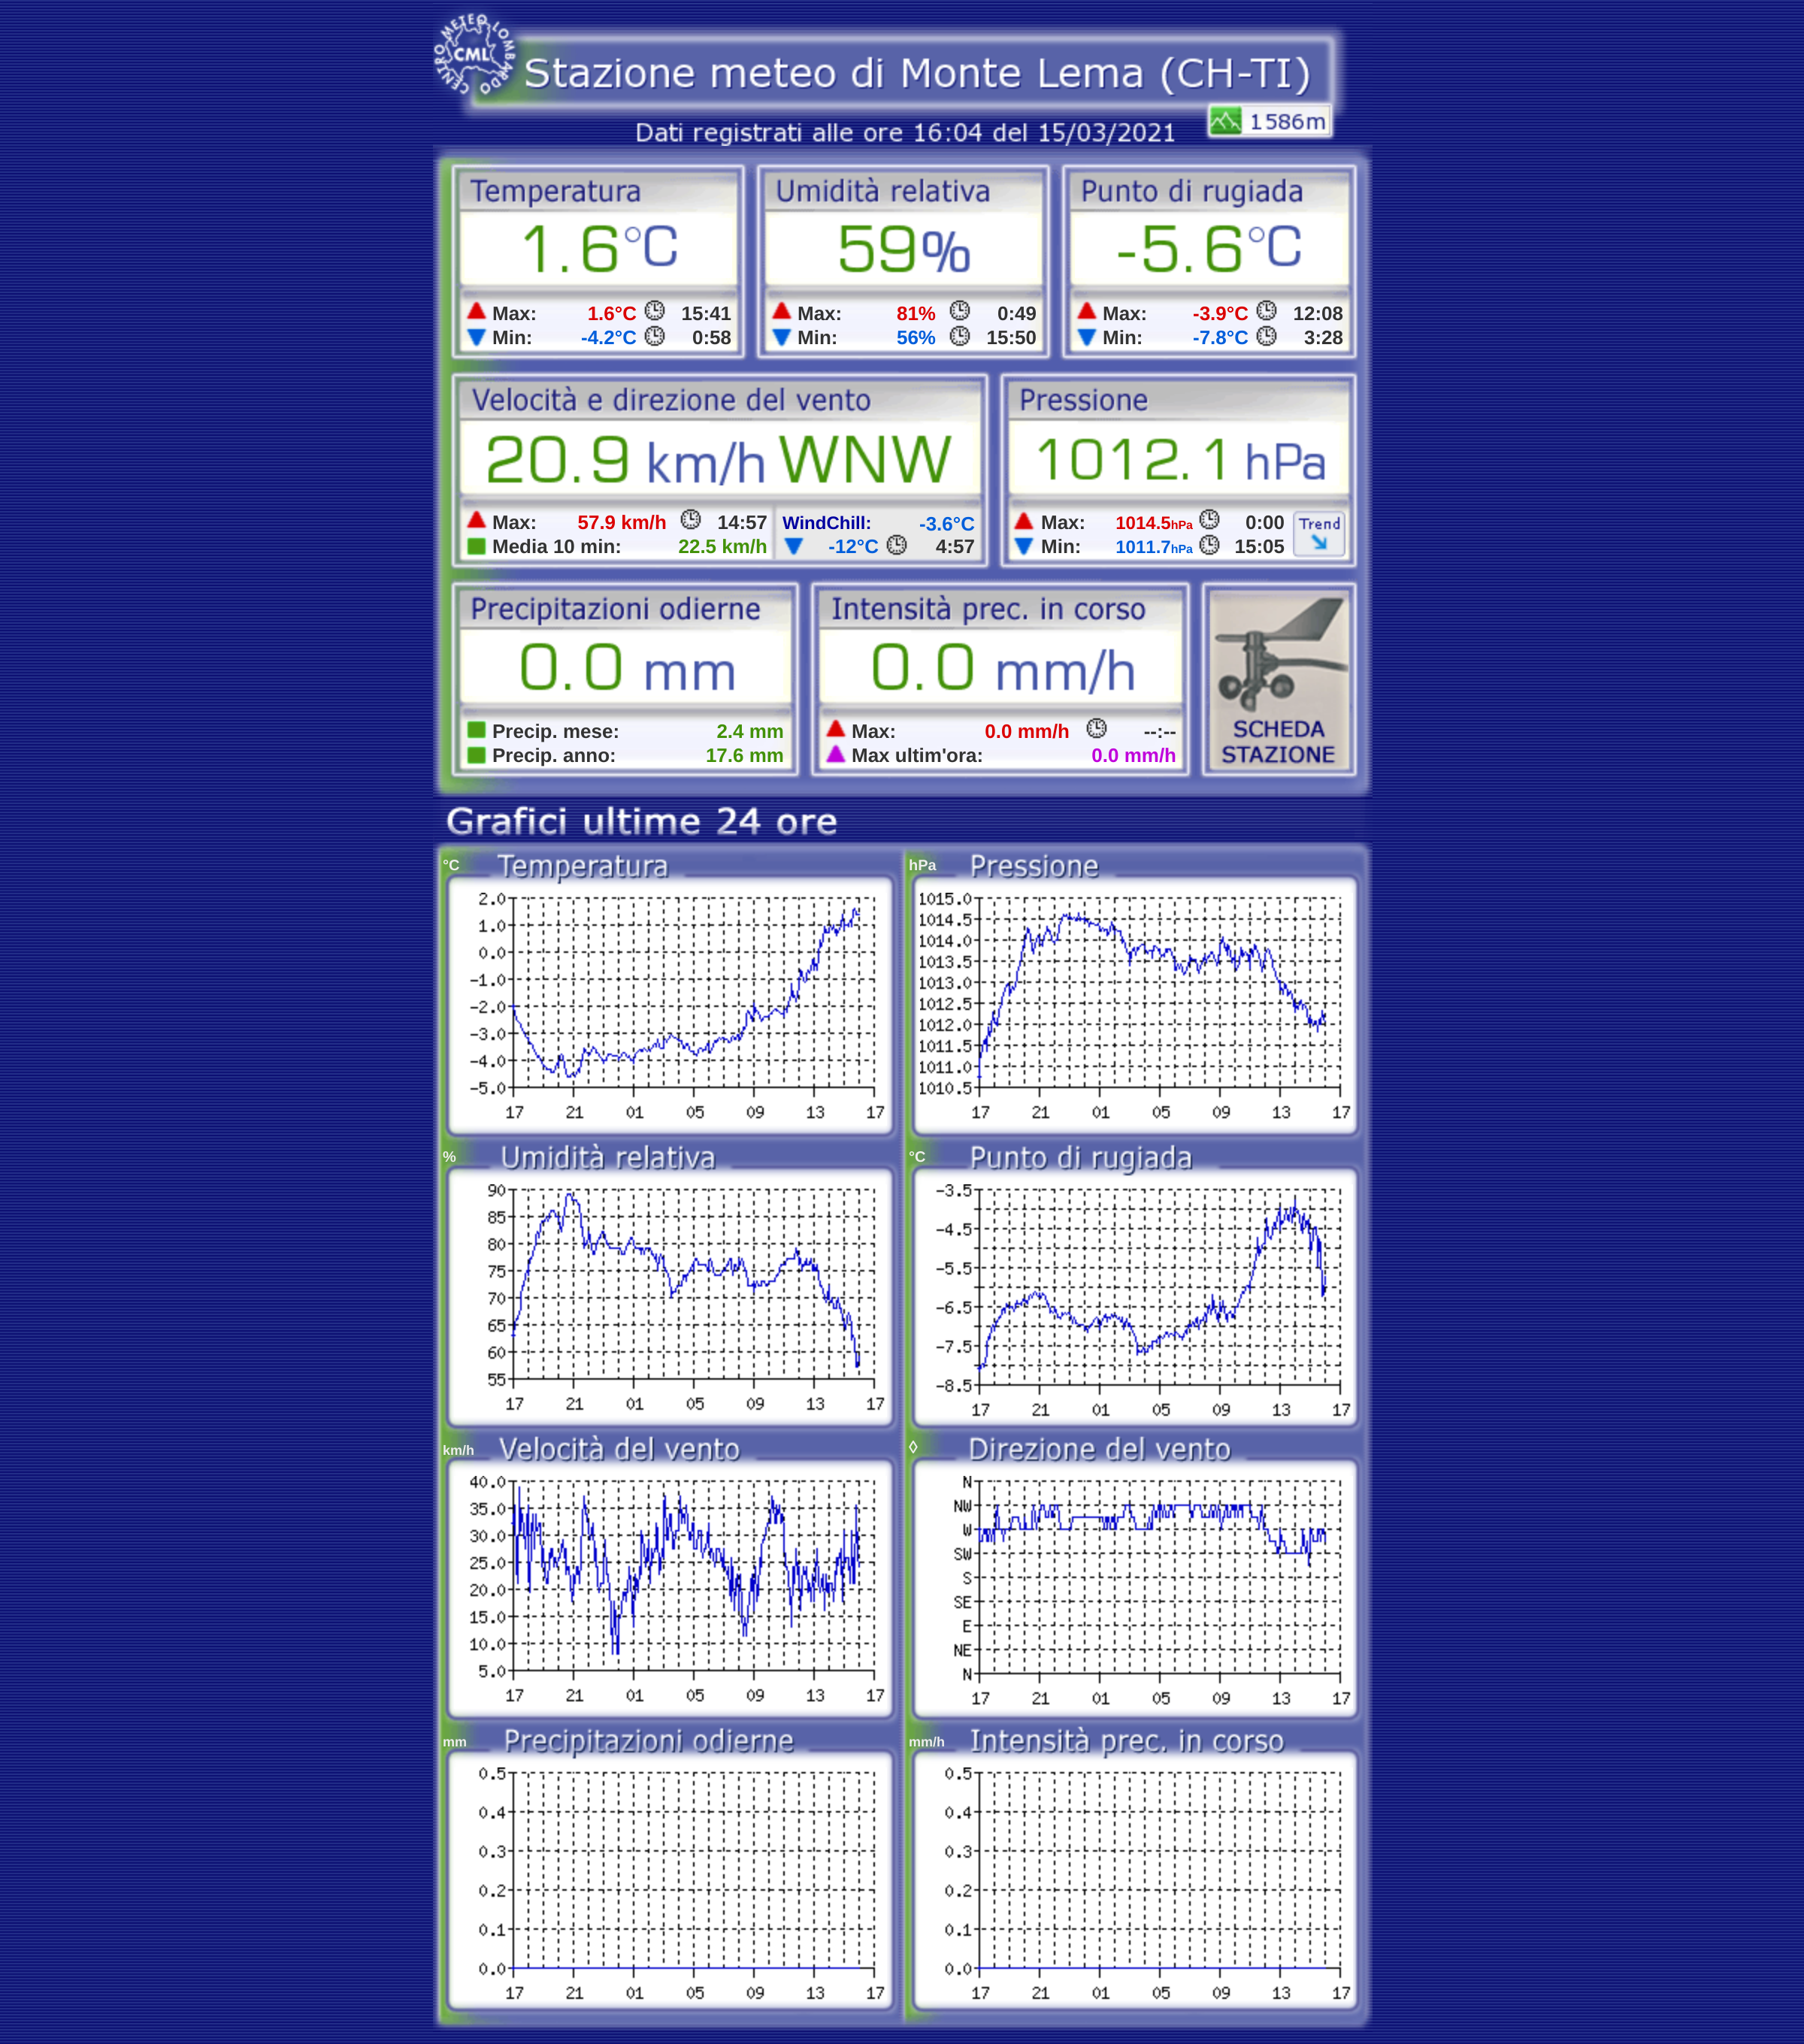 CENTRO METEO LOMBARDO
CML
Stazione meteo di Monte Lema (CH-TI)
1586m
Dati registrati alle ore 16:04 del 15/03/2021
Temperatura Umidità relativa Punto di rugiada
1.6°C 59% -5.6°C
Max: 1.6°C 15:41 Max: 81% 0:49 Max: -3.9°C 12:08
Min: -4.2°C 0:58 Min: 56% 15:50 Min: -7.8°C 3:28
Velocità e direzione del vento Pressione
20.9 km/h WNW 1012.1 hPa
Max: 57.9 km/h 14:57 WindChill: -3.6°C Max: 1014.5hPa 0:00 Trend
Media 10 min: 22.5 km/h -12°C 4:57 Min: 1011.7hPa 15:05
Precipitazioni odierne Intensità prec. in corso
0.0 mm 0.0 mm/h
Precip. mese: 2.4 mm Max: 0.0 mm/h --:-- SCHEDA
Precip. anno: 17.6 mm Max ultim'ora: 0.0 mm/h STAZIONE
Grafici ultime 24 ore
°C Temperatura hPa Pressione
2.0 1015.0
1.0 1014.5
0.0 1014.0
-1.0 1013.5
-2.0 1013.0
-3.0 1012.5
-4.0 1012.0
-5.0 1011.5
1011.0
1010.5
17 21 01 05 09 13 17 17 21 01 05 09 13 17
% Umidità relativa °C Punto di rugiada
90 -3.5
85 -4.5
80 -5.5
75 -6.5
70 -7.5
65 -8.5
60
55
17 21 01 05 09 13 17 17 21 01 05 09 13 17
km/h Velocità del vento ◊ Direzione del vento
40.0 N
35.0 NW
30.0 W
25.0 SW
20.0 S
15.0 SE
10.0 E
5.0 NE
N
17 21 01 05 09 13 17 17 21 01 05 09 13 17
mm Precipitazioni odierne mm/h Intensità prec. in corso
0.5 0.5
0.4 0.4
0.3 0.3
0.2 0.2
0.1 0.1
0.0 0.0
17 21 01 05 09 13 17 17 21 01 05 09 13 17